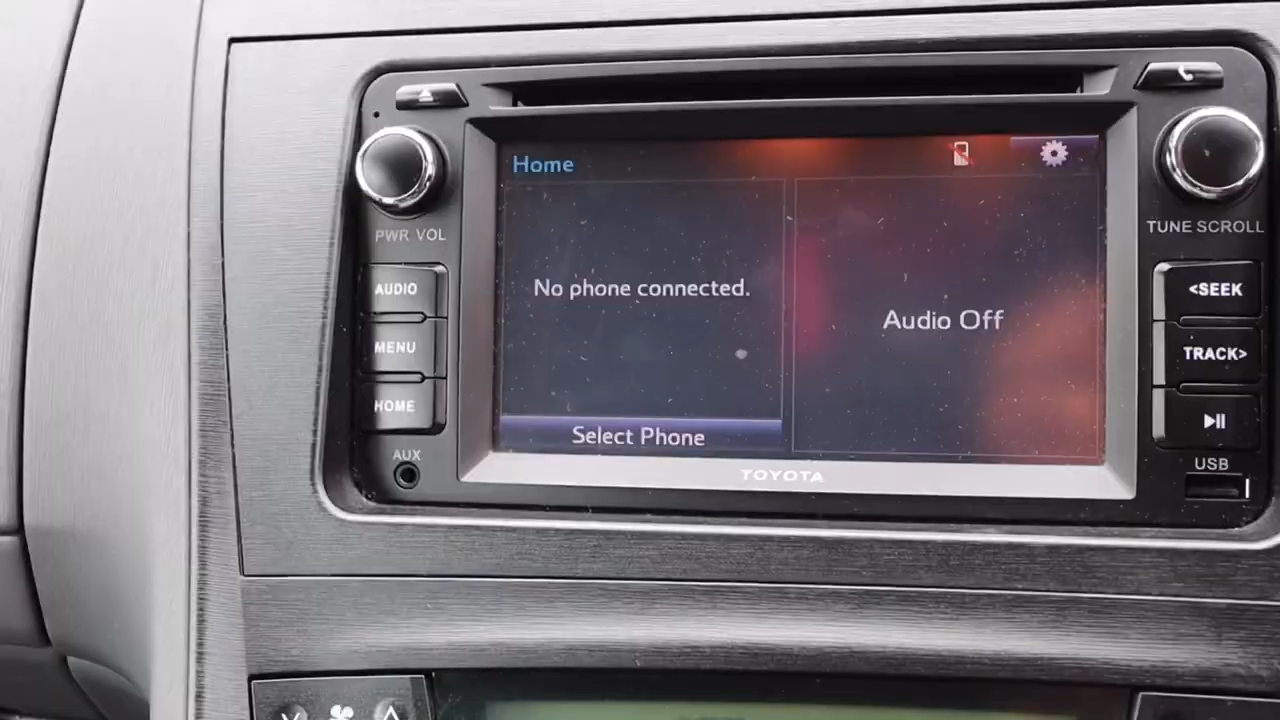 Home
No phone connected.
Audio Off
Select Phone
TOYOTA
PWR VOL
AUDIO
MENU
HOME
AUX
TUNE SCROLL
<SEEK
TRACK>
USB